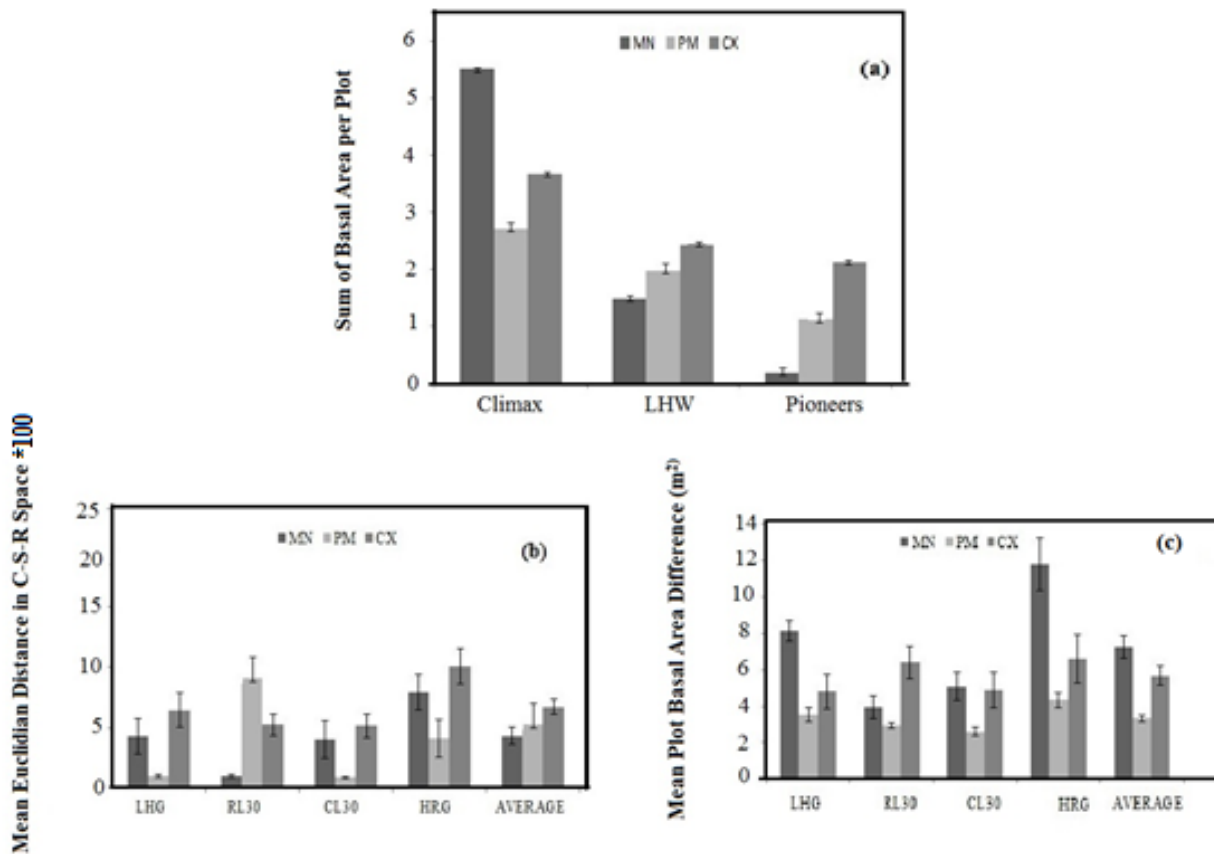 Sum of Basal Area per Plot
6
5
4
3
2
1
0
MN PM CX
(a)
Climax LHW Pioneers
Mean Euclidian Distance in C-S-R Space *100
25
20
15
10
5
0
MN PM CX
(b)
LHG RL30 CL30 HRG AVERAGE
Mean Plot Basal Area Difference (m²)
14
12
10
8
6
4
2
0
MN PM CX
(c)
LHG RL30 CL30 HRG AVERAGE